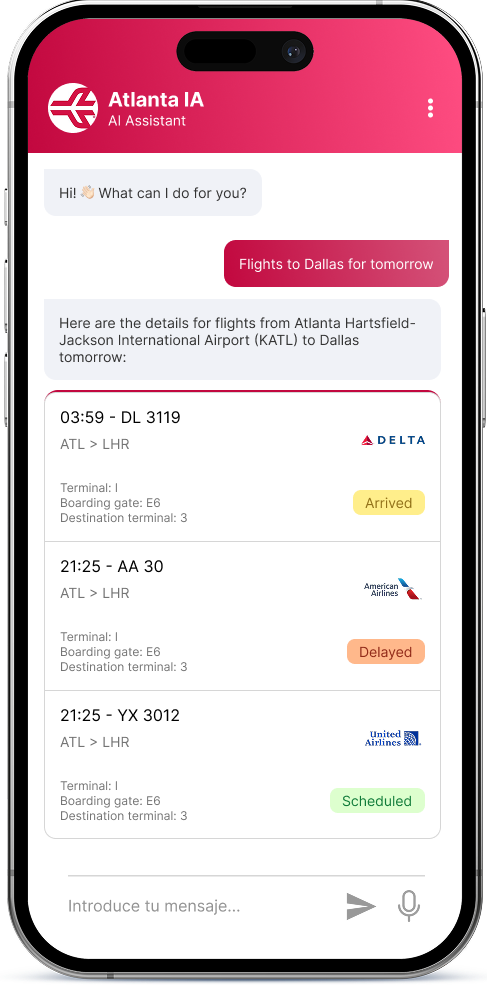 Atlanta IA
AI Assistant
Hi! 👋🏻 What can I do for you?
Flights to Dallas for tomorrow
Here are the details for flights from Atlanta Hartsfield-
Jackson International Airport (KATL) to Dallas
tomorrow:
03:59 - DL 3119
ATL > LHR
DELTA
Terminal: I
Boarding gate: E6
Destination terminal: 3
Arrived
21:25 - AA 30
ATL > LHR
American
Airlines
Terminal: I
Boarding gate: E6
Destination terminal: 3
Delayed
21:25 - YX 3012
ATL > LHR
United
Airlines
Terminal: I
Boarding gate: E6
Destination terminal: 3
Scheduled
Introduce tu mensaje...